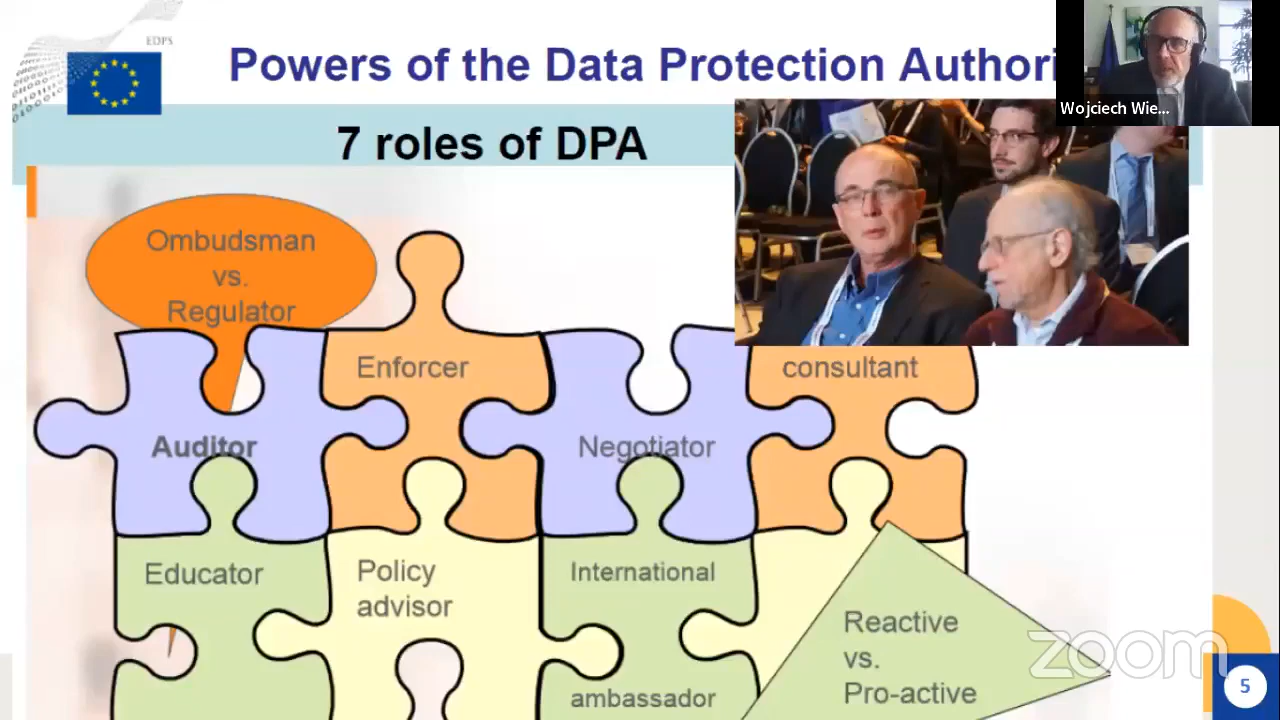 EDPS
Powers of the Data Protection Authori
Wojciech Wie...
7 roles of DPA
Ombudsman
vs.
Regulator
Enforcer
consultant
Auditor
Negotiator
Educator
Policy
advisor
International
ambassador
Reactive
vs.
Pro-active
zoom
5